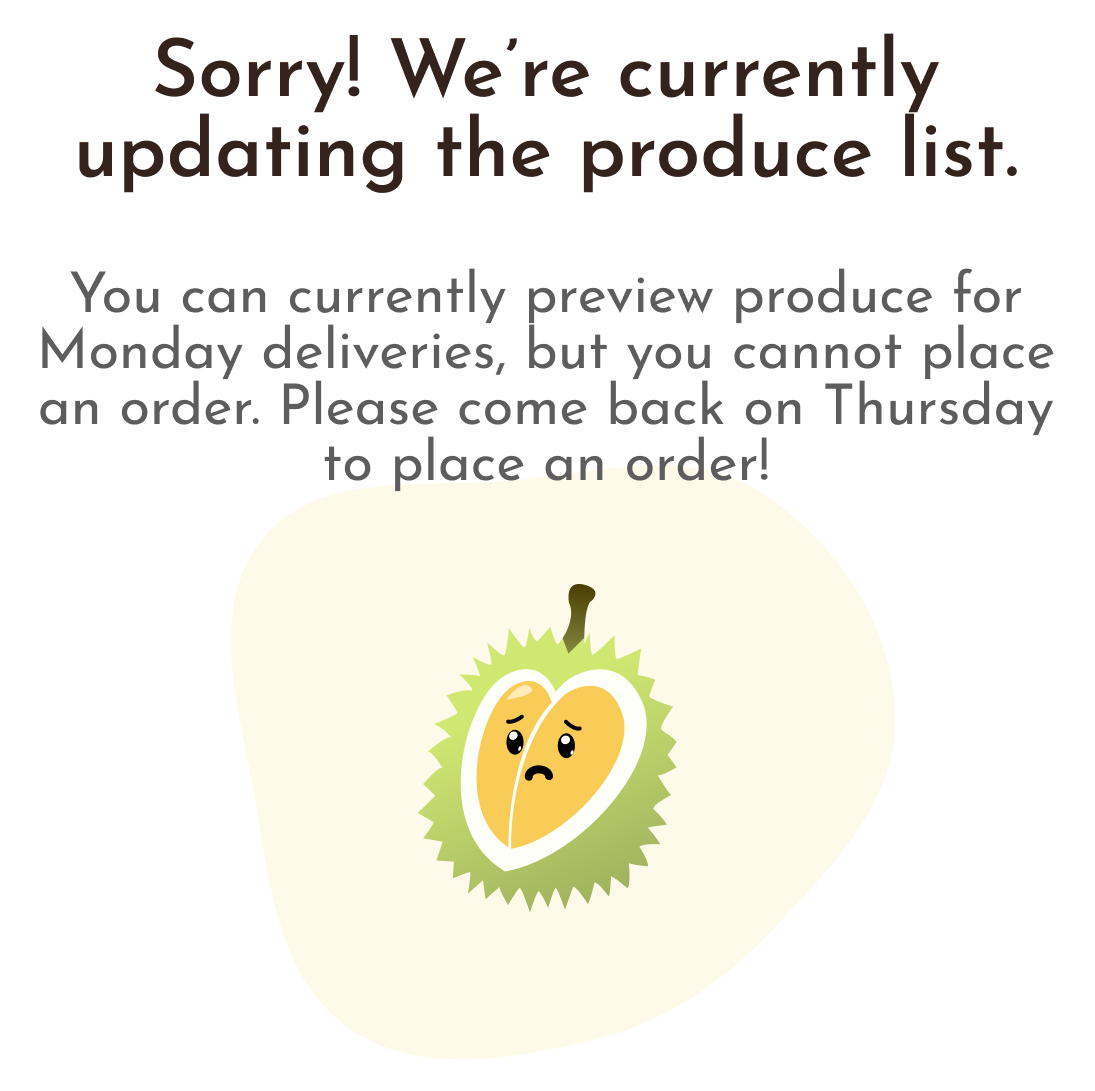 Sorry! We’re currently
updating the produce list.
You can currently preview produce for
Monday deliveries, but you cannot place
an order. Please come back on Thursday
to place an order!